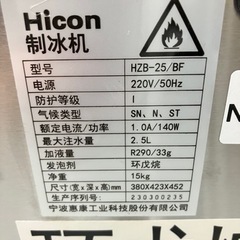 Hicon
制冰机
型号 HZB-25/BF
电源 220V/50Hz
防护等级 I
气候类型 SN、N、ST
额定电流/功率 1.0A/140W
最大注水量 2.5L
加液量 R290/33g
发泡剂 环戊烷
净重 15kg
尺寸(宽x深x高)mm 380X423X452
生产序列号: 230300235
宁波惠康工业科技股份有限公司
N